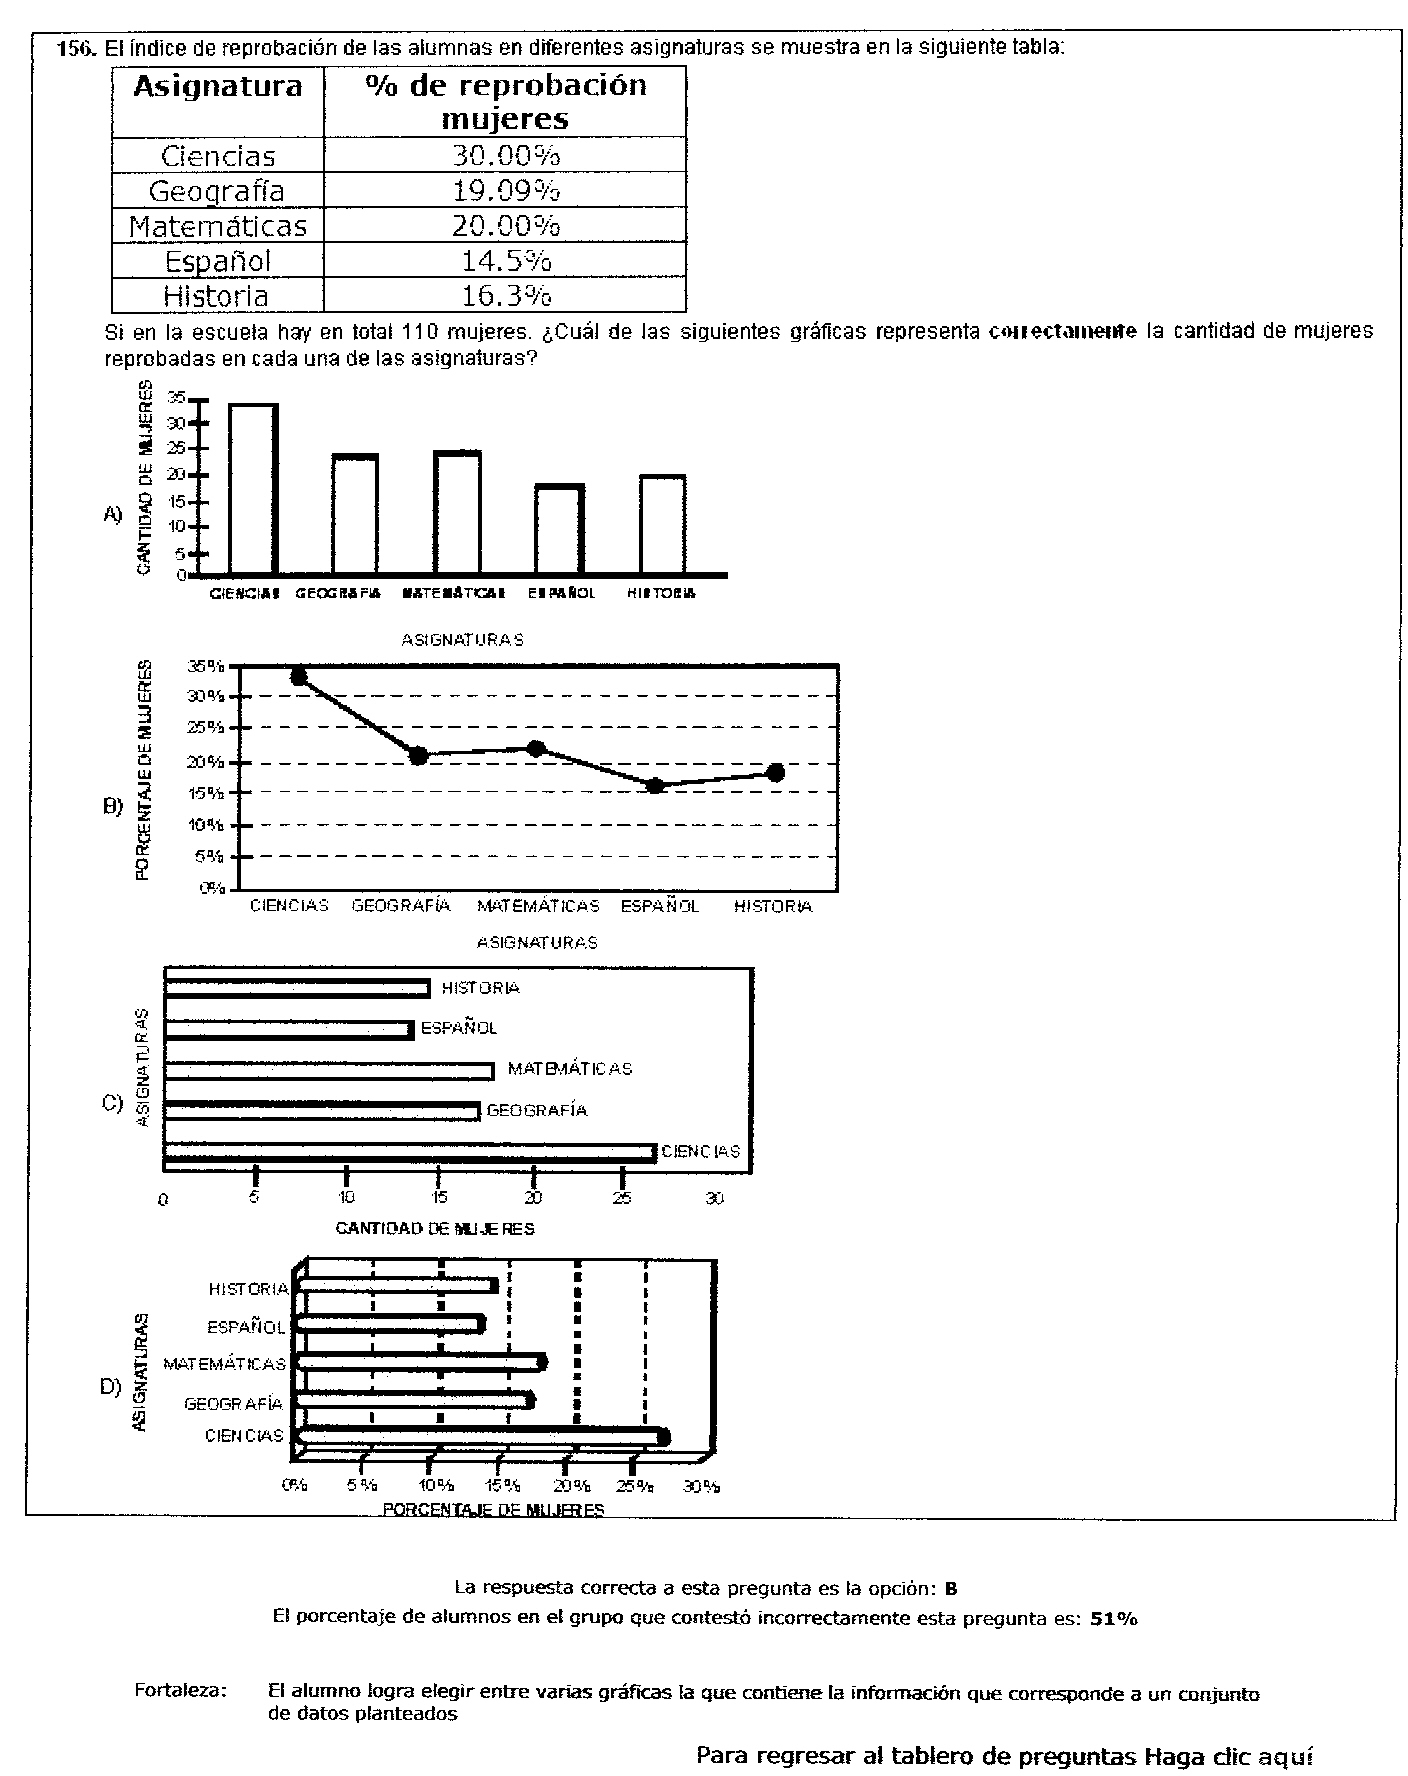 156. El índice de reprobación de las alumnas en diferentes asignaturas se muestra en la siguiente tabla:
Asignatura % de reprobación mujeres
Ciencias 30.00%
Geografía 19.09%
Matemáticas 20.00%
Español 14.5%
Historia 16.3%
Si en la escuela hay en total 110 mujeres. ¿Cuál de las siguientes gráficas representa correctamente la cantidad de mujeres
reprobadas en cada una de las asignaturas?
A)
CANTIDAD DE MUJERES
35
30
25
20
15
10
5
0
CIENCIAS GEOGRAFIA MATEMÁTICAS ESPAÑOL HISTORIA
ASIGNATURAS
B)
PORCENTAJE DE MUJERES
35%
30%
25%
20%
15%
10%
5%
0%
CIENCIAS GEOGRAFÍA MATEMÁTICAS ESPAÑOL HISTORIA
ASIGNATURAS
C)
ASIGNATURAS
HISTORIA
ESPAÑOL
MATEMÁTICAS
GEOGRAFÍA
CIENCIAS
0 5 10 15 20 25 30
CANTIDAD DE MUJERES
D)
ASIGNATURAS
HISTORIA
ESPAÑOL
MATEMÁTICAS
GEOGRAFÍA
CIENCIAS
0% 5% 10% 15% 20% 25% 30%
PORCENTAJE DE MUJERES
La respuesta correcta a esta pregunta es la opción: B
El porcentaje de alumnos en el grupo que contestó incorrectamente esta pregunta es: 51%
Fortaleza: El alumno logra elegir entre varias gráficas la que contiene la información que corresponde a un conjunto
de datos planteados
Para regresar al tablero de preguntas Haga clic aquí